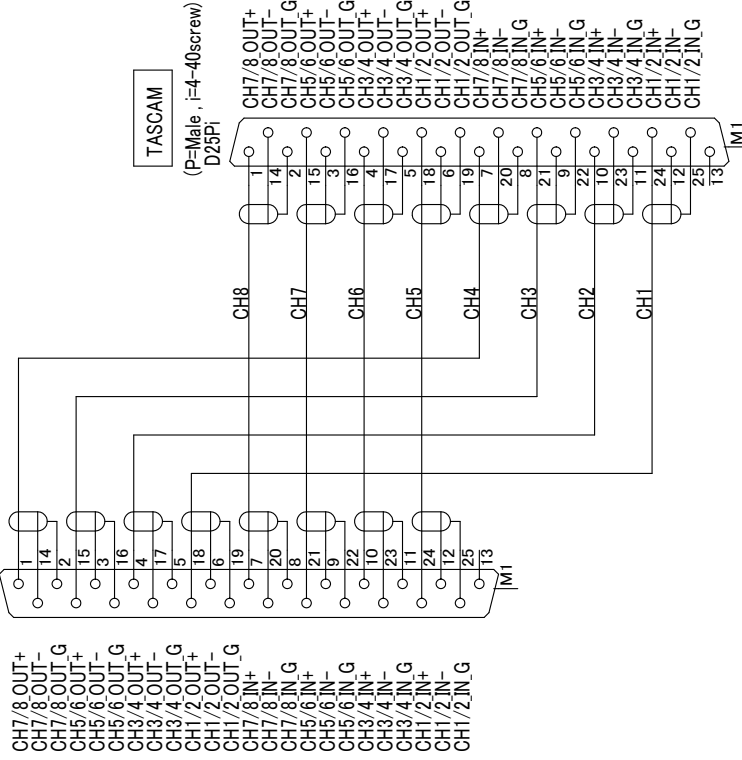 TASCAM
(P=Male , i=4-40screw)
D25Pi
CH7/8_OUT+
CH7/8_OUT-
CH7/8_OUT_G
CH5/6_OUT+
CH5/6_OUT-
CH5/6_OUT_G
CH3/4_OUT+
CH3/4_OUT-
CH3/4_OUT_G
CH1/2_OUT+
CH1/2_OUT-
CH1/2_OUT_G
CH7/8_IN+
CH7/8_IN-
CH7/8_IN_G
CH5/6_IN+
CH5/6_IN-
CH5/6_IN_G
CH3/4_IN+
CH3/4_IN-
CH3/4_IN_G
CH1/2_IN+
CH1/2_IN-
CH1/2_IN_G
1
14
2
15
3
16
4
17
5
18
6
19
7
20
8
21
9
22
10
23
11
24
12
25
13
M1
CH8
CH7
CH6
CH5
CH4
CH3
CH2
CH1
1
14
2
15
3
16
4
17
5
18
6
19
7
20
8
21
9
22
10
23
11
24
12
25
13
M1
CH7/8_OUT+
CH7/8_OUT-
CH7/8_OUT_G
CH5/6_OUT+
CH5/6_OUT-
CH5/6_OUT_G
CH3/4_OUT+
CH3/4_OUT-
CH3/4_OUT_G
CH1/2_OUT+
CH1/2_OUT-
CH1/2_OUT_G
CH7/8_IN+
CH7/8_IN-
CH7/8_IN_G
CH5/6_IN+
CH5/6_IN-
CH5/6_IN_G
CH3/4_IN+
CH3/4_IN-
CH3/4_IN_G
CH1/2_IN+
CH1/2_IN-
CH1/2_IN_G